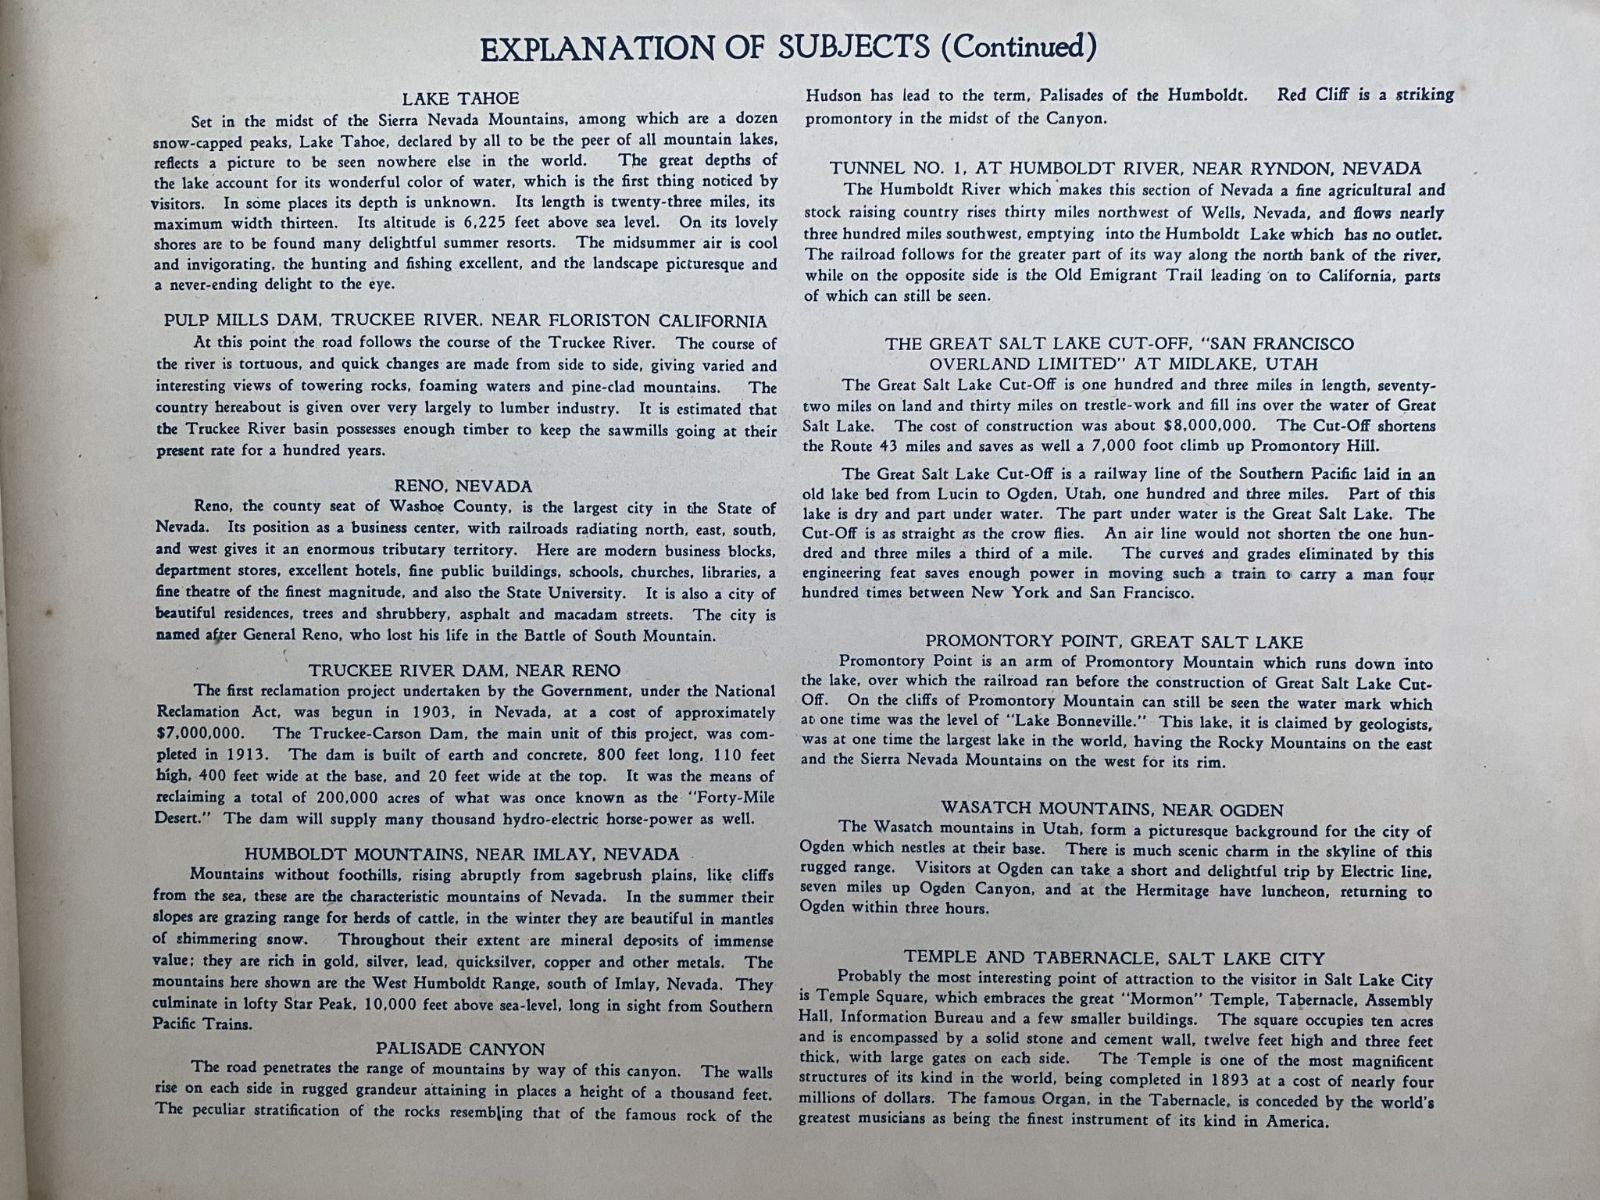 EXPLANATION OF SUBJECTS (Continued)
LAKE TAHOE
Set in the midst of the Sierra Nevada Mountains, among which are a dozen
snow-capped peaks, Lake Tahoe, declared by all to be the peer of all mountain lakes,
reflects a picture to be seen nowhere else in the world. The great depths of
the lake account for its wonderful color of water, which is the first thing noticed by
visitors. In some places its depth is unknown. Its length is twenty-three miles, its
maximum width thirteen. Its altitude is 6,225 feet above sea level. On its lovely
shores are to be found many delightful summer resorts. The midsummer air is cool
and invigorating, the hunting and fishing excellent, and the landscape picturesque and
a never-ending delight to the eye.
PULP MILLS DAM, TRUCKEE RIVER, NEAR FLORISTON CALIFORNIA
At this point the road follows the course of the Truckee River. The course of
the river is tortuous, and quick changes are made from side to side, giving varied and
interesting views of towering rocks, foaming waters and pine-clad mountains. The
country hereabout is given over very largely to lumber industry. It is estimated that
the Truckee River basin possesses enough timber to keep the sawmills going at their
present rate for a hundred years.
RENO, NEVADA
Reno, the county seat of Washoe County, is the largest city in the State of
Nevada. Its position as a business center, with railroads radiating north, east, south,
and west gives it an enormous tributary territory. Here are modern business blocks,
department stores, excellent hotels, fine public buildings, schools, churches, libraries, a
fine theatre of the finest magnitude, and also the State University. It is also a city of
beautiful residences, trees and shrubbery, asphalt and macadam streets. The city is
named after General Reno, who lost his life in the Battle of South Mountain.
TRUCKEE RIVER DAM, NEAR RENO
The first reclamation project undertaken by the Government, under the National
Reclamation Act, was begun in 1903, in Nevada, at a cost of approximately
$7,000,000. The Truckee-Carson Dam, the main unit of this project, was com-
pleted in 1913. The dam is built of earth and concrete, 800 feet long, 110 feet
high, 400 feet wide at the base, and 20 feet wide at the top. It was the means of
reclaiming a total of 200,000 acres of what was once known as the "Forty-Mile
Desert." The dam will supply many thousand hydro-electric horse-power as well.
HUMBOLDT MOUNTAINS, NEAR IMLAY, NEVADA
Mountains without foothills, rising abruptly from sagebrush plains, like cliffs
from the sea, these are the characteristic mountains of Nevada. In the summer their
slopes are grazing range for herds of cattle, in the winter they are beautiful in mantles
of shimmering snow. Throughout their extent are mineral deposits of immense
value; they are rich in gold, silver, lead, quicksilver, copper and other metals. The
mountains here shown are the West Humboldt Range, south of Imlay, Nevada. They
culminate in lofty Star Peak, 10,000 feet above sea-level, long in sight from Southern
Pacific Trains.
PALISADE CANYON
The road penetrates the range of mountains by way of this canyon. The walls
rise on each side in rugged grandeur attaining in places a height of a thousand feet.
The peculiar stratification of the rocks resembling that of the famous rock of the
Hudson has lead to the term, Palisades of the Humboldt. Red Cliff is a striking
promontory in the midst of the Canyon.
TUNNEL NO. 1, AT HUMBOLDT RIVER, NEAR RYNDON, NEVADA
The Humboldt River which makes this section of Nevada a fine agricultural and
stock raising country rises thirty miles northwest of Wells, Nevada, and flows nearly
three hundred miles southwest, emptying into the Humboldt Lake which has no outlet.
The railroad follows for the greater part of its way along the north bank of the river,
while on the opposite side is the Old Emigrant Trail leading on to California, parts
of which can still be seen.
THE GREAT SALT LAKE CUT-OFF, "SAN FRANCISCO
OVERLAND LIMITED" AT MIDLAKE, UTAH
The Great Salt Lake Cut-Off is one hundred and three miles in length, seventy-
two miles on land and thirty miles on trestle-work and fill ins over the water of Great
Salt Lake. The cost of construction was about $8,000,000. The Cut-Off shortens
the Route 43 miles and saves as well a 7,000 foot climb up Promontory Hill.
The Great Salt Lake Cut-Off is a railway line of the Southern Pacific laid in an
old lake bed from Lucin to Ogden, Utah, one hundred and three miles. Part of this
lake is dry and part under water. The part under water is the Great Salt Lake. The
Cut-Off is as straight as the crow flies. An air line would not shorten the one hun-
dred and three miles a third of a mile. The curves and grades eliminated by this
engineering feat saves enough power in moving such a train to carry a man four
hundred times between New York and San Francisco.
PROMONTORY POINT, GREAT SALT LAKE
Promontory Point is an arm of Promontory Mountain which runs down into
the lake, over which the railroad ran before the construction of Great Salt Lake Cut-
Off. On the cliffs of Promontory Mountain can still be seen the water mark which
at one time was the level of "Lake Bonneville." This lake, it is claimed by geologists,
was at one time the largest lake in the world, having the Rocky Mountains on the east
and the Sierra Nevada Mountains on the west for its rim.
WASATCH MOUNTAINS, NEAR OGDEN
The Wasatch mountains in Utah, form a picturesque background for the city of
Ogden which nestles at their base. There is much scenic charm in the skyline of this
rugged range. Visitors at Ogden can take a short and delightful trip by Electric line,
seven miles up Ogden Canyon, and at the Hermitage have luncheon, returning to
Ogden within three hours.
TEMPLE AND TABERNACLE, SALT LAKE CITY
Probably the most interesting point of attraction to the visitor in Salt Lake City
is Temple Square, which embraces the great "Mormon" Temple, Tabernacle, Assembly
Hall, Information Bureau and a few smaller buildings. The square occupies ten acres
and is encompassed by a solid stone and cement wall, twelve feet high and three feet
thick, with large gates on each side. The Temple is one of the most magnificent
structures of its kind in the world, being completed in 1893 at a cost of nearly four
millions of dollars. The famous Organ, in the Tabernacle, is conceded by the world's
greatest musicians as being the finest instrument of its kind in America.